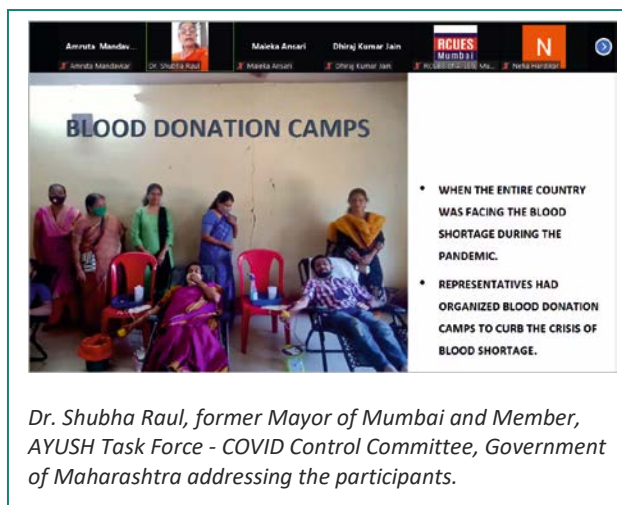 Amruta Mandav... Maleka Ansari Dhiraj Kumar Jain RCUES Mumbai N
Amruta Mandavkar Dr. Shubha Raul Maleka Ansari Dhiraj Kumar Jain Neha Hardikar
BLOOD DONATION CAMPS
• WHEN THE ENTIRE COUNTRY
WAS FACING THE BLOOD
SHORTAGE DURING THE
PANDEMIC.
• REPRESENTATIVES HAD
ORGANIZED BLOOD DONATION
CAMPS TO CURB THE CRISIS OF
BLOOD SHORTAGE.
Dr. Shubha Raul, former Mayor of Mumbai and Member,
AYUSH Task Force - COVID Control Committee, Government
of Maharashtra addressing the participants.